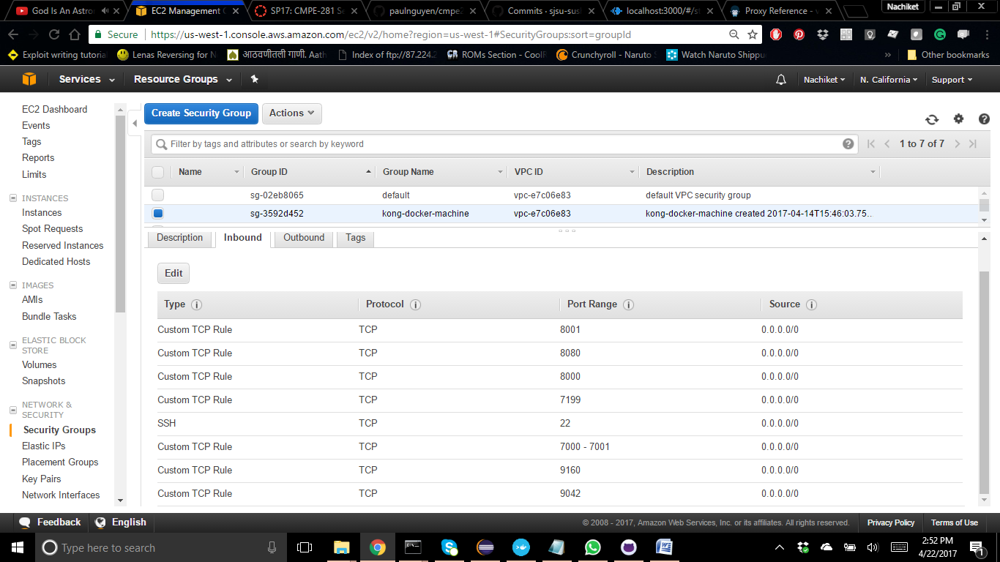 God Is An Astro
EC2 Management C
SP17: CMPE-281 Se
paulnguyen/cmpe2
Commits - sjsu-sust
localhost:3000/#/st
Proxy Reference - v
Nachiket
Secure
https://us-west-1.console.aws.amazon.com/ec2/v2/home?region=us-west-1#SecurityGroups:sort=groupId
Exploit writing tutorial
Lenas Reversing for N
आठवणीतली गाणी. Aath
Index of ftp://87.224.2
ROMs Section - CoolR
Crunchyroll - Naruto S
Watch Naruto Shippu
»
Other bookmarks
Services
Resource Groups
Nachiket
N. California
Support
EC2 Dashboard
Events
Tags
Reports
Limits
INSTANCES
Instances
Spot Requests
Reserved Instances
Dedicated Hosts
IMAGES
AMIs
Bundle Tasks
ELASTIC BLOCK
STORE
Volumes
Snapshots
NETWORK &
SECURITY
Security Groups
Elastic IPs
Placement Groups
Key Pairs
Network Interfaces
Create Security Group
Actions
Filter by tags and attributes or search by keyword
1 to 7 of 7
Name Group ID Group Name VPC ID Description
sg-02eb8065 default vpc-e7c06e83 default VPC security group
sg-3592d452 kong-docker-machine vpc-e7c06e83 kong-docker-machine created 2017-04-14T15:46:03.75...
Description Inbound Outbound Tags
Edit
Type Protocol Port Range Source
Custom TCP Rule TCP 8001 0.0.0.0/0
Custom TCP Rule TCP 8080 0.0.0.0/0
Custom TCP Rule TCP 8000 0.0.0.0/0
Custom TCP Rule TCP 7199 0.0.0.0/0
SSH TCP 22 0.0.0.0/0
Custom TCP Rule TCP 7000 - 7001 0.0.0.0/0
Custom TCP Rule TCP 9160 0.0.0.0/0
Custom TCP Rule TCP 9042 0.0.0.0/0
Feedback
English
© 2008 - 2017, Amazon Web Services, Inc. or its affiliates. All rights reserved.
Privacy Policy
Terms of Use
Type here to search
2:52 PM
4/22/2017
1